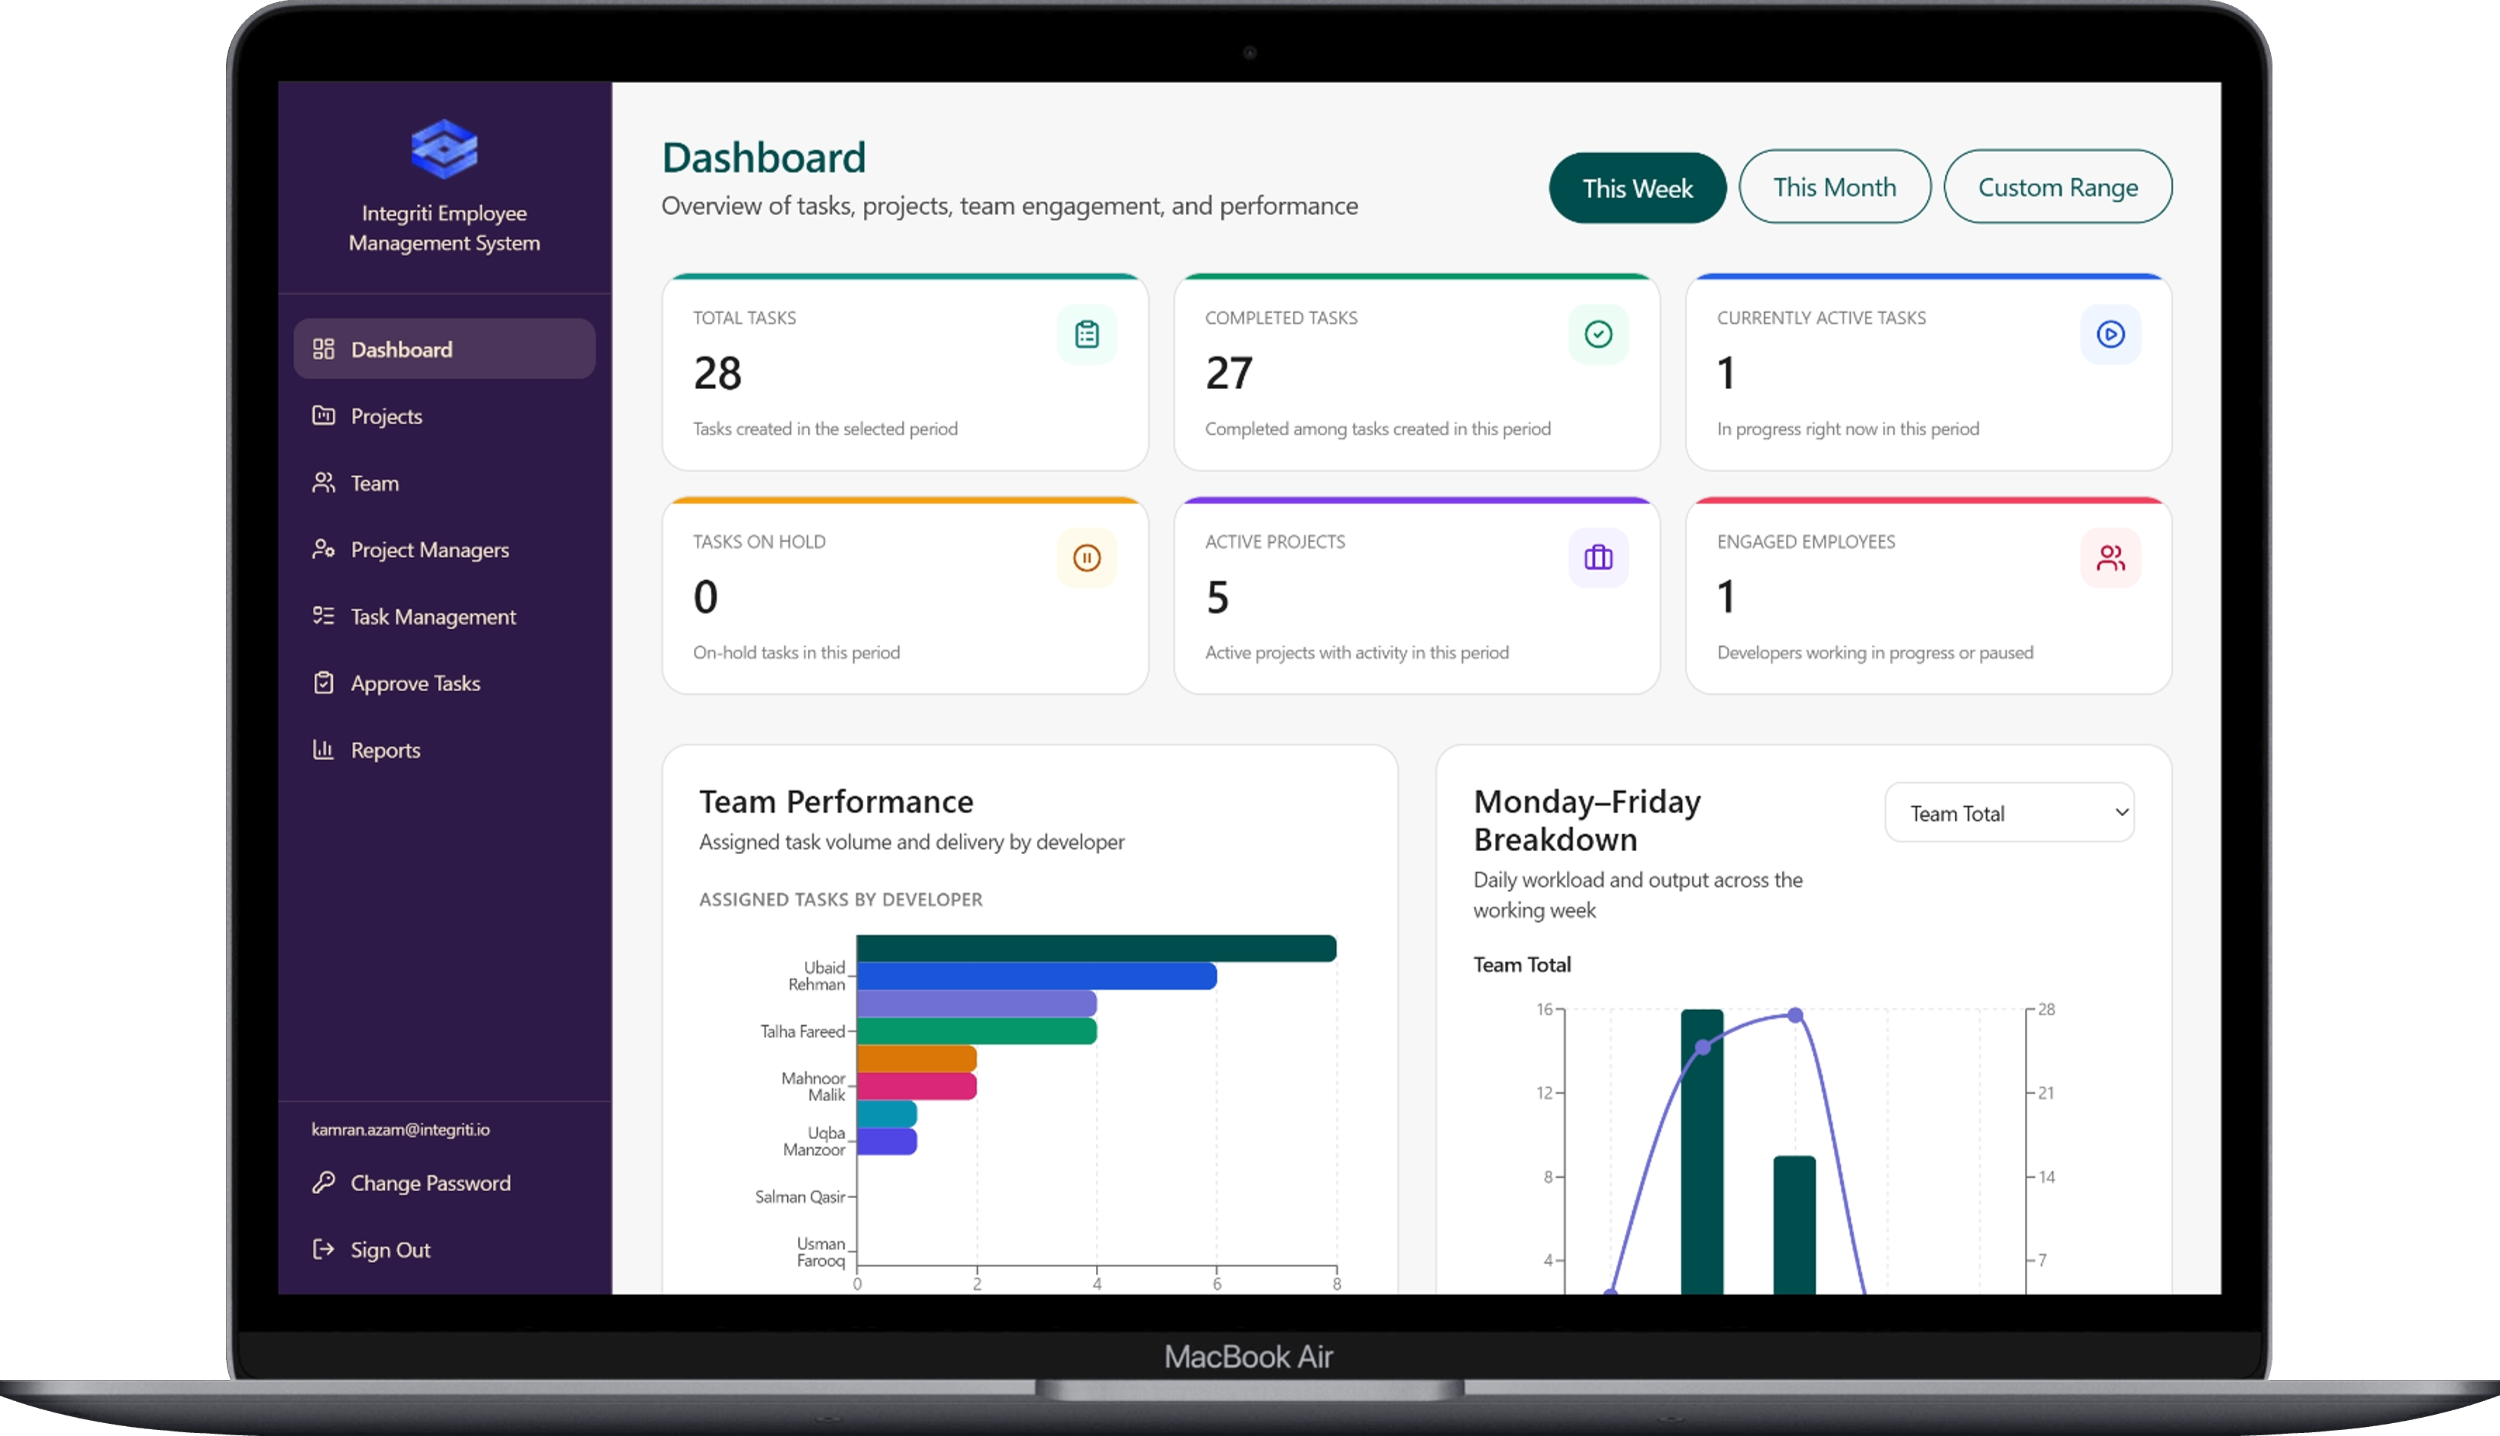 Integriti Employee
Management System
Dashboard
Projects
Team
Project Managers
Task Management
Approve Tasks
Reports
kamran.azam@integriti.io
Change Password
Sign Out
Dashboard
Overview of tasks, projects, team engagement, and performance
This Week
This Month
Custom Range
TOTAL TASKS
28
Tasks created in the selected period
COMPLETED TASKS
27
Completed among tasks created in this period
CURRENTLY ACTIVE TASKS
1
In progress right now in this period
TASKS ON HOLD
0
On-hold tasks in this period
ACTIVE PROJECTS
5
Active projects with activity in this period
ENGAGED EMPLOYEES
1
Developers working in progress or paused
Team Performance
Assigned task volume and delivery by developer
ASSIGNED TASKS BY DEVELOPER
Ubaid
Rehman
Talha Fareed
Mahnoor
Malik
Uqba
Manzoor
Salman Qasir
Usman
Farooq
0 2 4 6 8
Monday–Friday
Breakdown
Team Total
Daily workload and output across the
working week
Team Total
16 28
12 21
8 14
4 7
MacBook Air